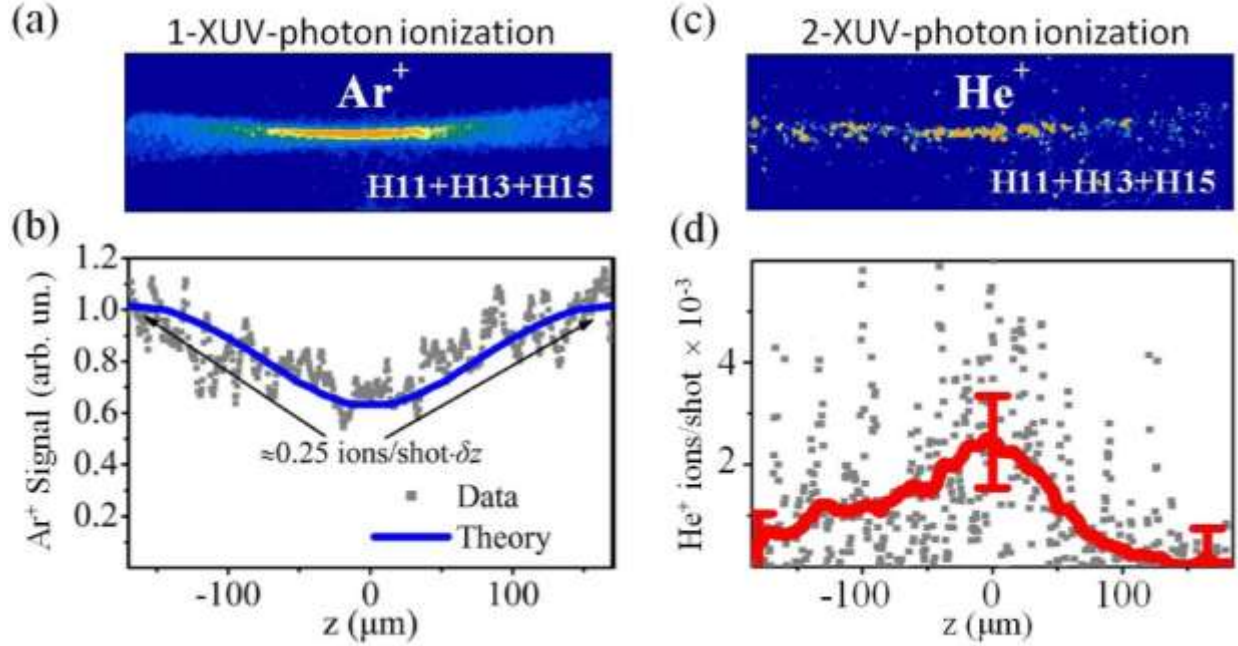 (a)
1-XUV-photon ionization
Ar+
H11+H13+H15
(b)
Ar+ Signal (arb. un.)
1.2
1.0
0.8
0.6
0.4
0.2
≈0.25 ions/shot·δz
Data
Theory
-100
0
100
z (μm)
(c)
2-XUV-photon ionization
He+
H11+H13+H15
(d)
He+ ions/shot × 10-3
4
2
-100
0
100
z (μm)